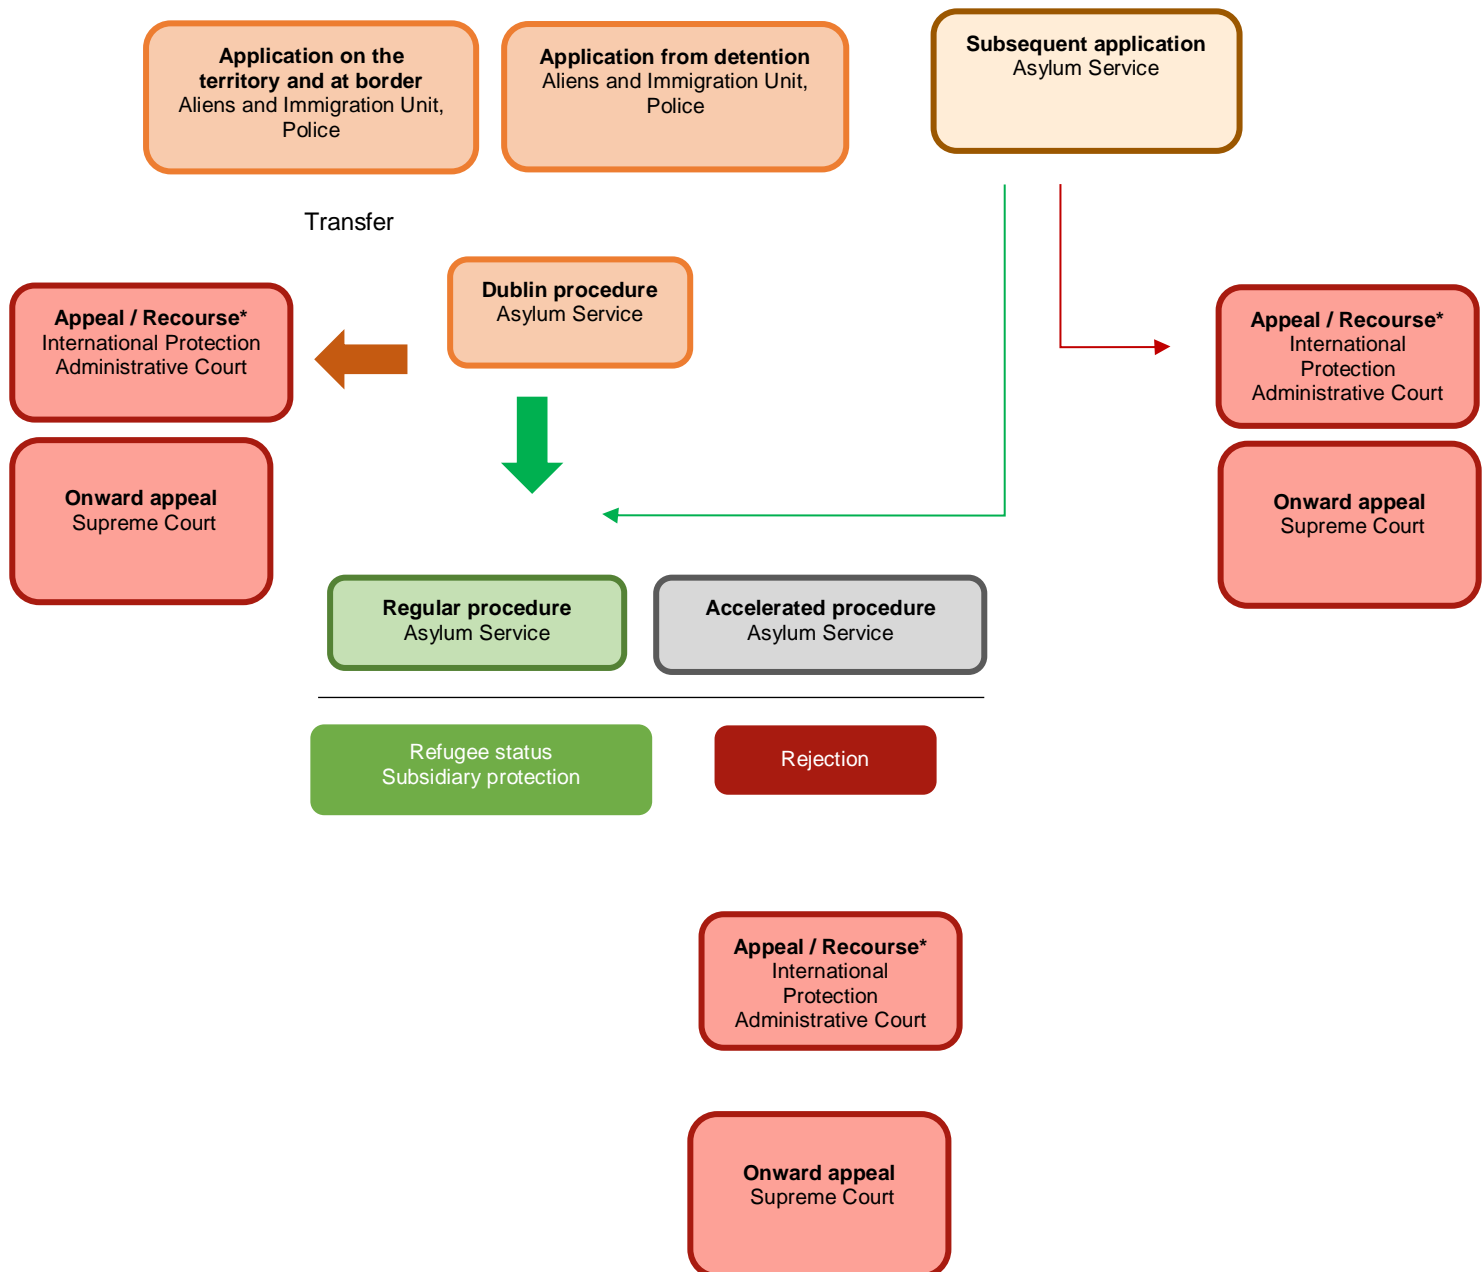 Application on the
territory and at border
Aliens and Immigration Unit,
Police
Application from detention
Aliens and Immigration Unit,
Police
Subsequent application
Asylum Service
Transfer
Dublin procedure
Asylum Service
Appeal / Recourse*
International Protection
Administrative Court
Appeal / Recourse*
International
Protection
Administrative Court
Onward appeal
Supreme Court
Onward appeal
Supreme Court
Regular procedure
Asylum Service
Accelerated procedure
Asylum Service
Refugee status
Subsidiary protection
Rejection
Appeal / Recourse*
International
Protection
Administrative Court
Onward appeal
Supreme Court